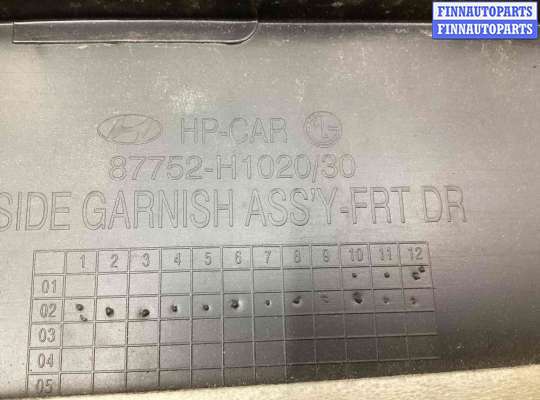 FINNAUTOPARTS
FINNAUTOPARTS
HP-CAR LG
87752-H1020/30
SIDE GARNISH ASS'Y-FRT DR
1 2 3 4 5 6 7 8 9 10 11 12
01
02
03
04
05